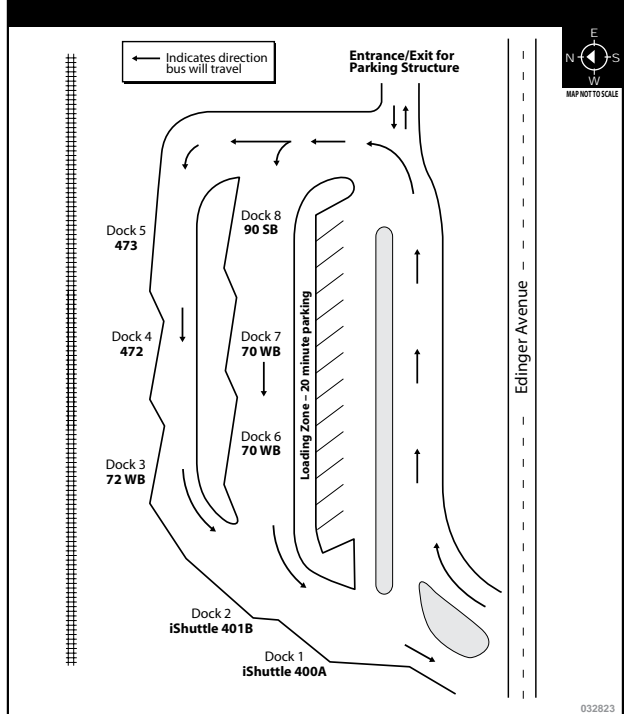 Indicates direction
bus will travel
Entrance/Exit for
Parking Structure
E
N
S
W
MAP NOT TO SCALE
Dock 5
473
Dock 8
90 SB
Dock 4
472
Dock 7
70 WB
Dock 6
70 WB
Dock 3
72 WB
Loading Zone – 20 minute parking
Edinger Avenue
Dock 2
iShuttle 401B
Dock 1
iShuttle 400A
032823